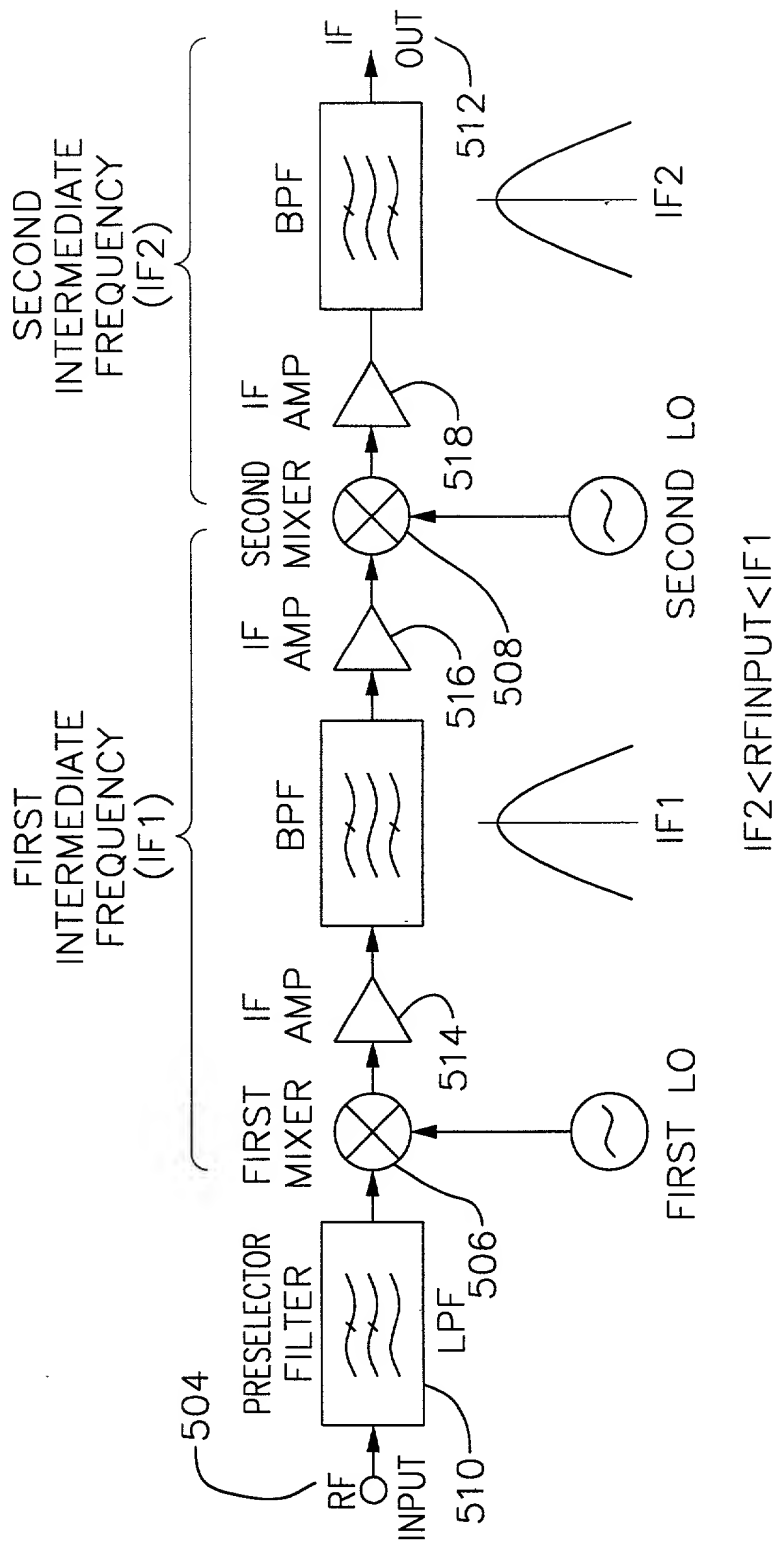 FIRST
INTERMEDIATE
FREQUENCY
(IF1)
SECOND
INTERMEDIATE
FREQUENCY
(IF2)
504
RF
INPUT
PRESELECTOR
FILTER
LPF
510
FIRST
MIXER
506
FIRST LO
IF
AMP
514
BPF
IF1
IF
AMP
516
SECOND
MIXER
508
SECOND LO
IF
AMP
518
BPF
IF2
IF
OUT
512
IF2<RFINPUT<IF1